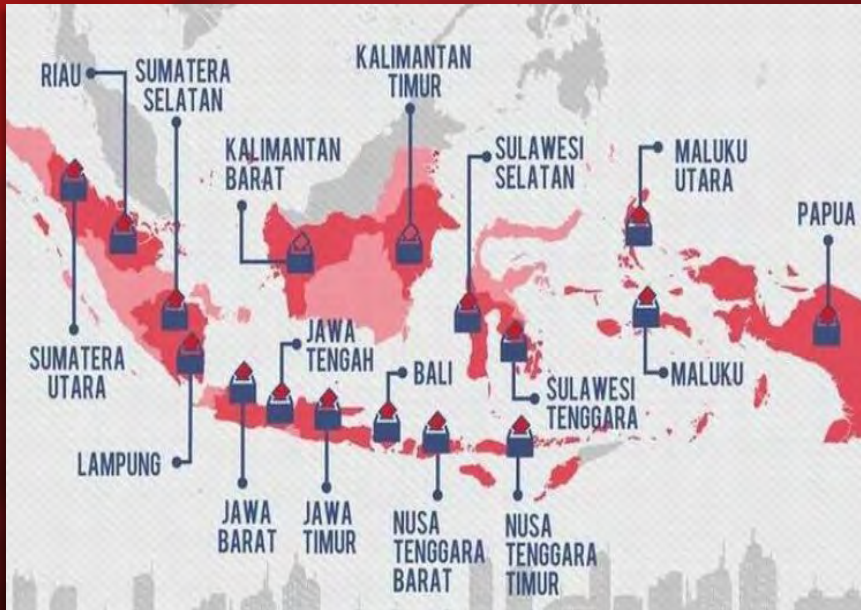 RIAU
SUMATERA
SELATAN
KALIMANTAN
TIMUR
KALIMANTAN
BARAT
SULAWESI
SELATAN
MALUKU
UTARA
PAPUA
SUMATERA
UTARA
JAWA
TENGAH
BALI
SULAWESI
TENGGARA
MALUKU
LAMPUNG
JAWA
BARAT
JAWA
TIMUR
NUSA
TENGGARA
BARAT
NUSA
TENGGARA
TIMUR